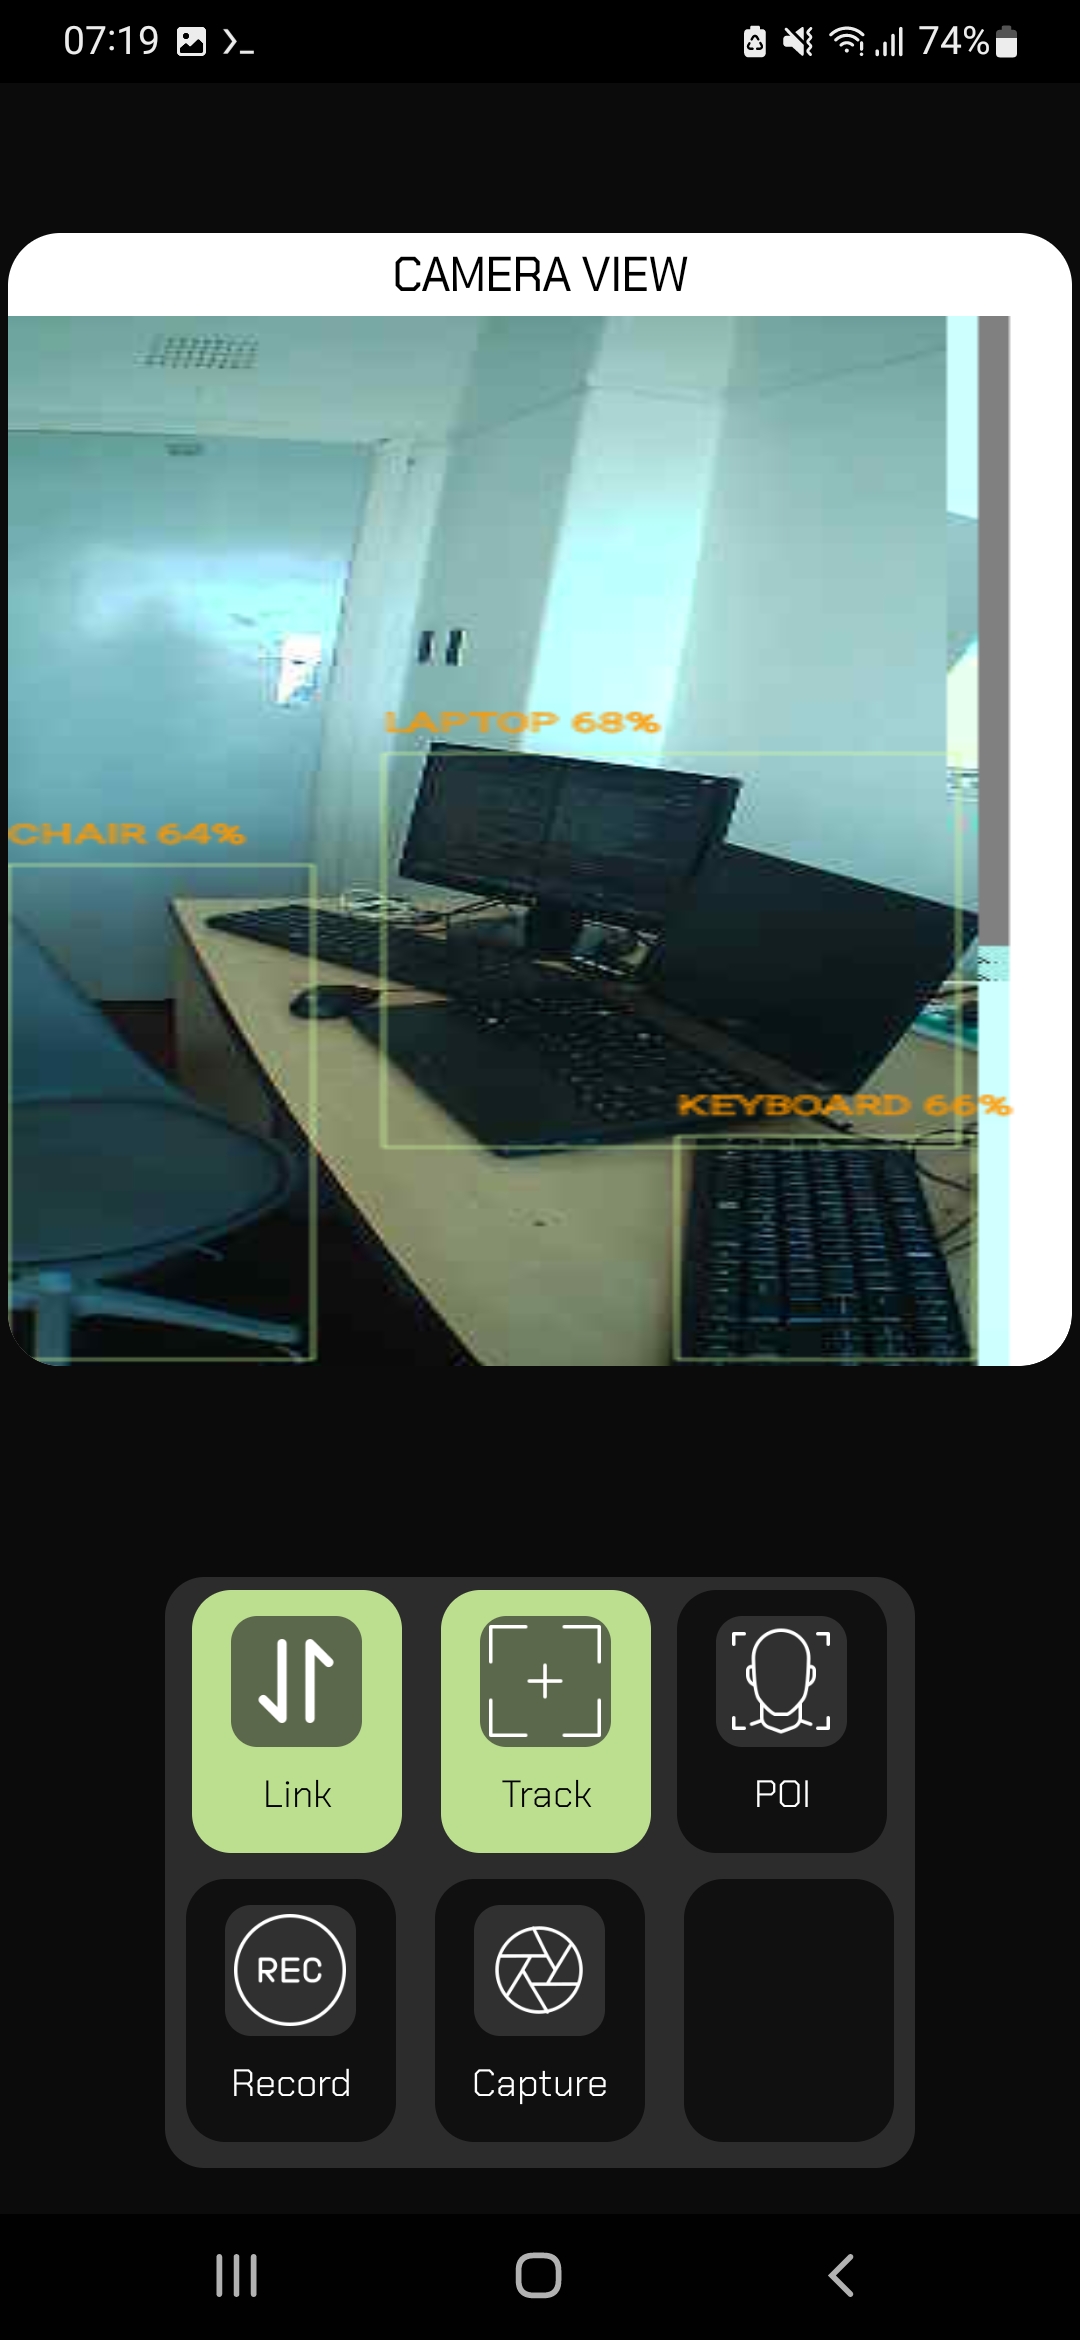 07:19
74%
CAMERA VIEW
LAPTOP 68%
CHAIR 64%
KEYBOARD 66%
Link
Track
POI
REC
Record
Capture